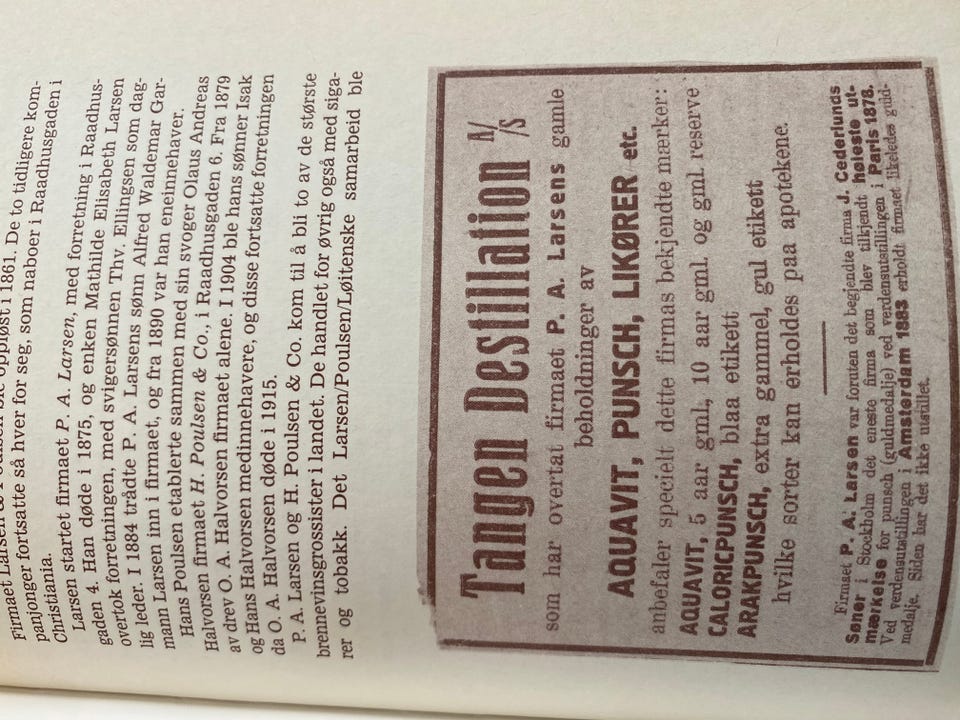 Firmaet Larsen & Poulsen ble oppløst i 1861. De to tidligere kom-
panjonger fortsatte så hver for seg, som naboer i Raadhusgaden i
Christiania.
Larsen startet firmaet P. A. Larsen, med forretning i Raadhus-
gaden 4. Han døde i 1875, og enken Mathilde Elisabeth Larsen
overtok forretningen, med svigersønnen Thv. Ellingsen som dag-
lig leder. I 1884 trådte P. A. Larsens sønn Alfred Waldemar Gar-
mann Larsen inn i firmaet, og fra 1890 var han eneinnehaver.
Hans Poulsen etablerte sammen med sin svoger Olaus Andreas
Halvorsen firmaet H. Poulsen & Co., i Raadhusgaden 6. Fra 1879
av drev O. A. Halvorsen firmaet alene. I 1904 ble hans sønner Isak
og Hans Halvorsen medinnehavere, og disse fortsatte forretningen
da O. A. Halvorsen døde i 1915.
P. A. Larsen og H. Poulsen & Co. kom til å bli to av de største
brennevinsgrossister i landet. De handlet for øvrig også med siga-
rer og tobakk. Det Larsen/Poulsen/Løitenske samarbeid ble
Tangen Destillation A/S
som har overtat firmaet P. A. Larsens gamle
beholdninger av
AQUAVIT, PUNSCH, LIKØRER etc.
anbefaler specielt dette firmas bekjendte mærker:
AQUAVIT, 5 aar gml, 10 aar gml. og gml. reserve
CALORICPUNSCH, blaa etikett
ARAKPUNSCH, extra gammel, gul etikett
hvilke sorter kan erholdes paa apotekene.
Firmaet P. A. Larsen var foruten det begjendte firma J. Cederlunds
Sønner i Stockholm det eneste firma som blev tilkjendt høieste ut-
mærkelse for punsch (guldmedalje) ved verdensutstillingen i Paris 1878.
Ved verdensutstillingen i Amsterdam 1883 erholdt firmaet likeledes guld-
medalje. Siden har det ikke utstillet.